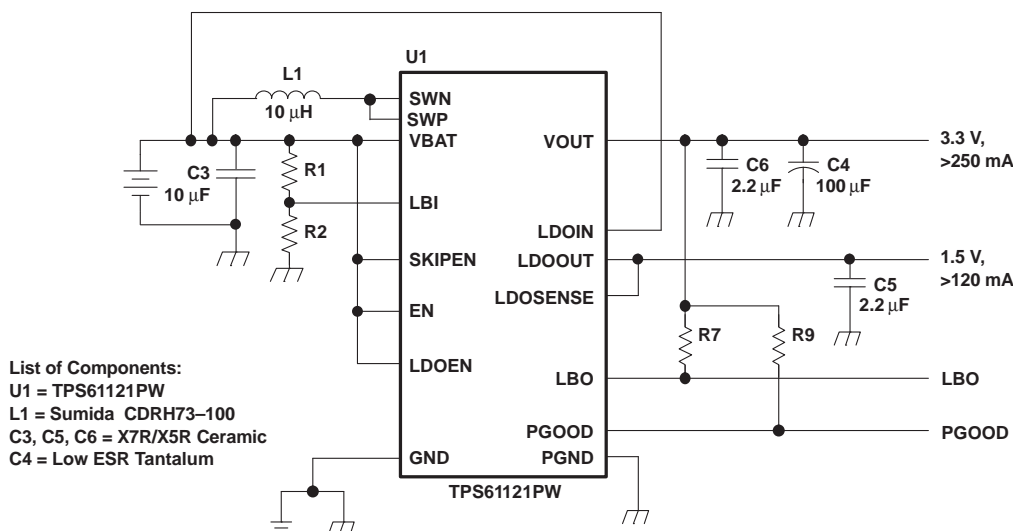 U1
L1
10 µH
SWN
SWP
VBAT
VOUT
3.3 V,
>250 mA
C3
10 µF
R1
C6
2.2 µF
C4
100 µF
LBI
R2
LDOIN
SKIPEN
LDOOUT
1.5 V,
>120 mA
LDOSENSE
C5
2.2 µF
EN
R7
R9
LDOEN
LBO
LBO
List of Components:
U1 = TPS61121PW
L1 = Sumida CDRH73–100
C3, C5, C6 = X7R/X5R Ceramic
C4 = Low ESR Tantalum
PGOOD
PGOOD
GND
PGND
TPS61121PW